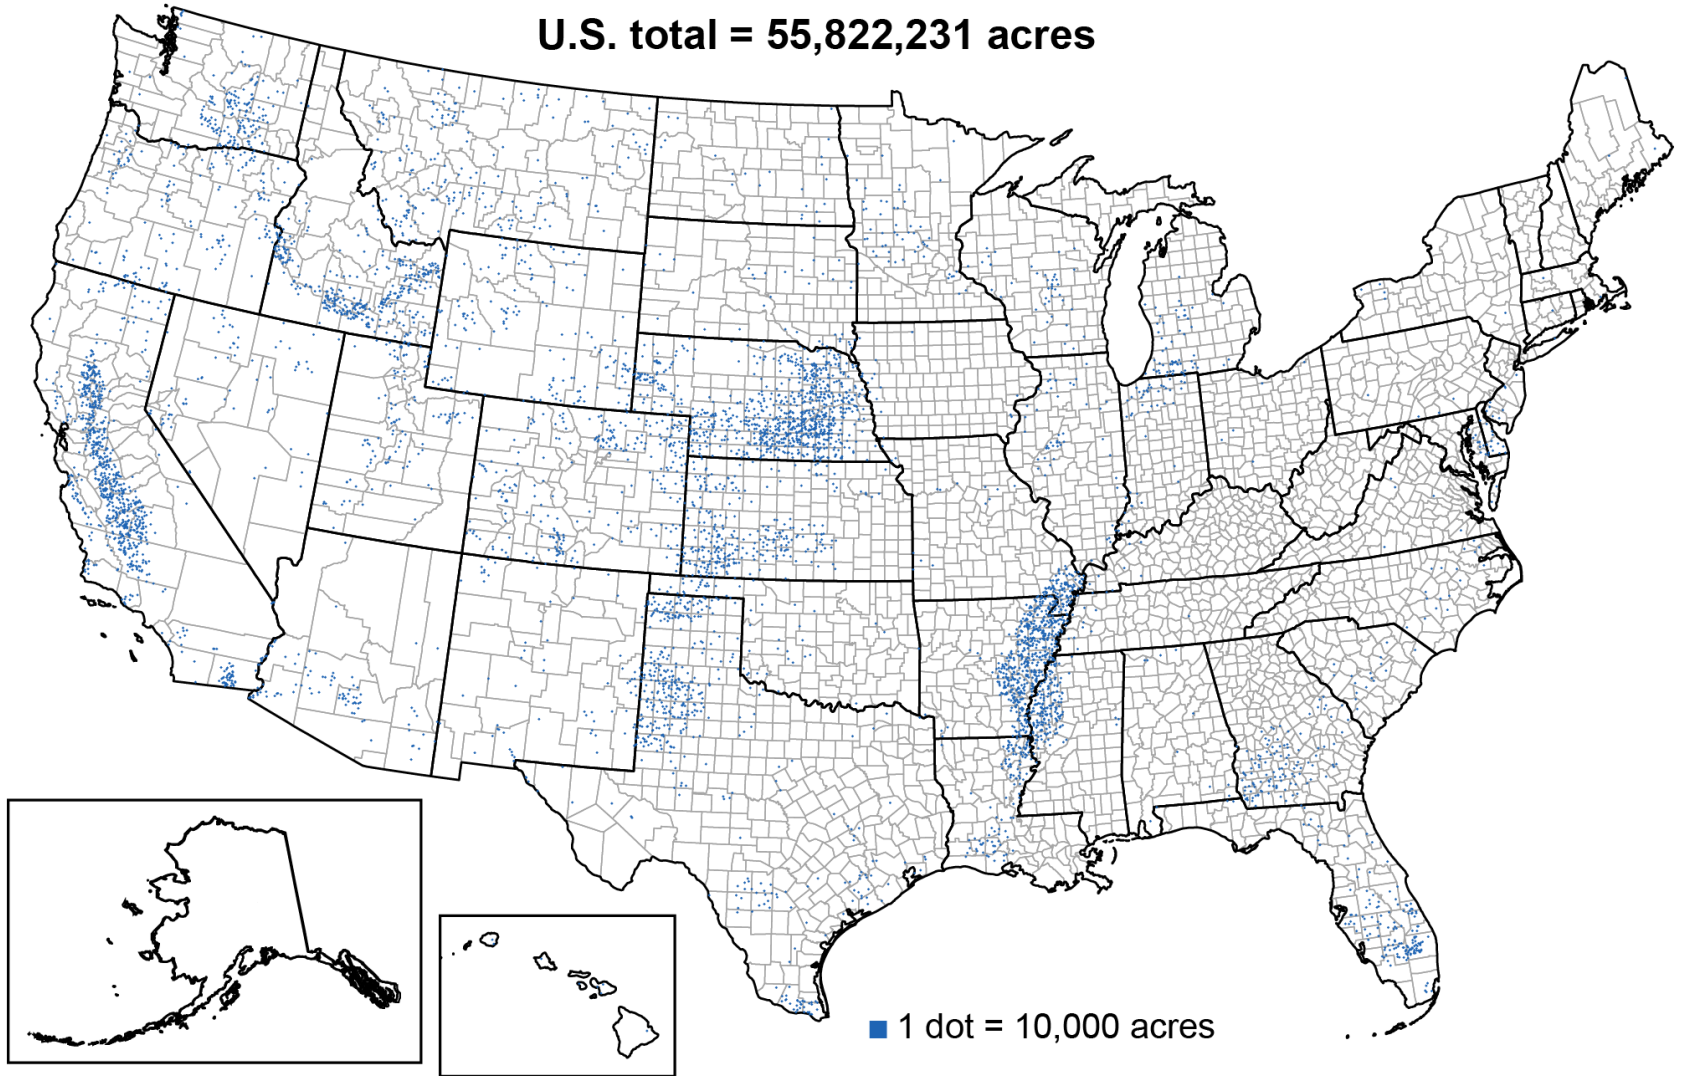 U.S. total = 55,822,231 acres
1 dot = 10,000 acres